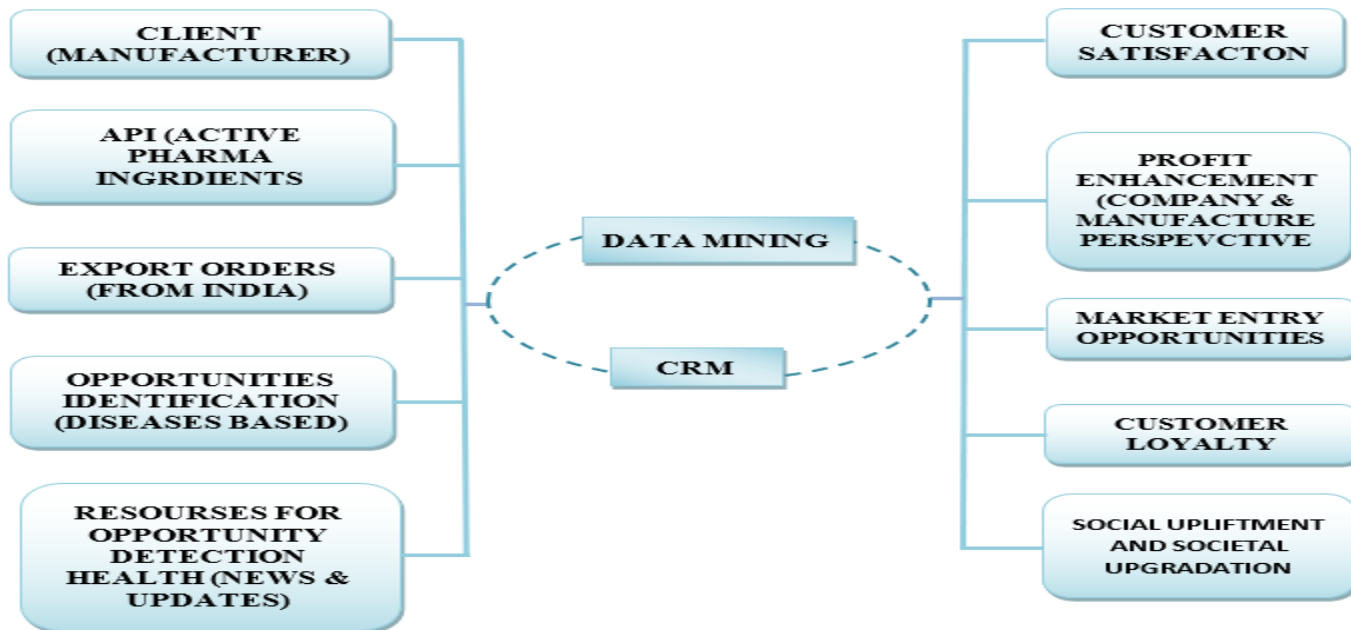 CLIENT
(MANUFACTURER)
API (ACTIVE
PHARMA
INGRDIENTS
EXPORT ORDERS
(FROM INDIA)
OPPORTUNITIES
IDENTIFICATION
(DISEASES BASED)
RESOURSES FOR
OPPORTUNITY
DETECTION
HEALTH (NEWS &
UPDATES)
DATA MINING
CRM
CUSTOMER
SATISFACTON
PROFIT
ENHANCEMENT
(COMPANY &
MANUFACTURE
PERSPEVCTIVE
MARKET ENTRY
OPPORTUNITIES
CUSTOMER
LOYALTY
SOCIAL UPLIFTMENT
AND SOCIETAL
UPGRADATION